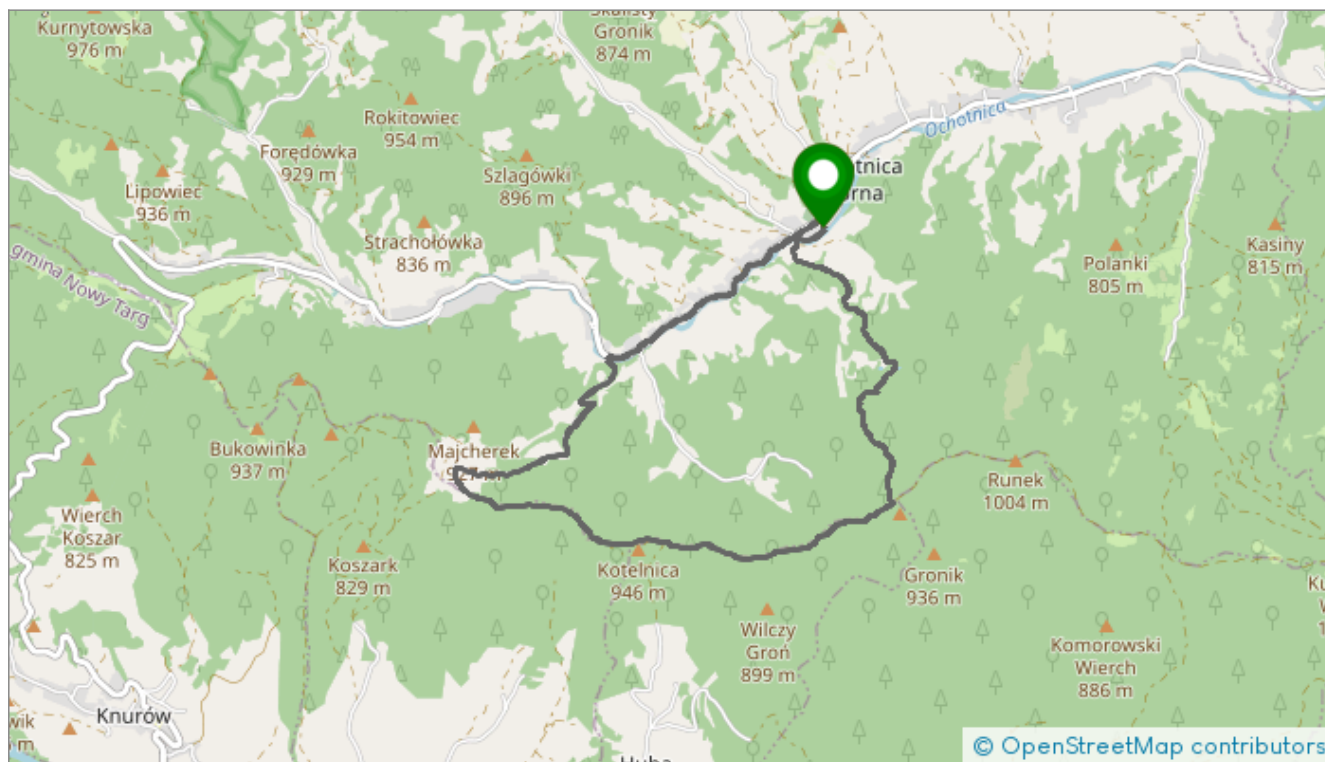 Kurnytowska
976 m
Gronik
874 m
Rokitowiec
954 m
Ochotnica
Forędówka
929 m
Szlagówki
896 m
Lipowiec
936 m
Strachołówka
836 m
Kasiny
815 m
Polanki
805 m
gmina Nowy Targ
Bukowinka
937 m
Majcherek
Runek
1004 m
Wierch
Koszar
825 m
Koszark
829 m
Kotelnica
946 m
Gronik
936 m
Wilczy
Groń
899 m
Komorowski
Wierch
886 m
Knurów
© OpenStreetMap contributors